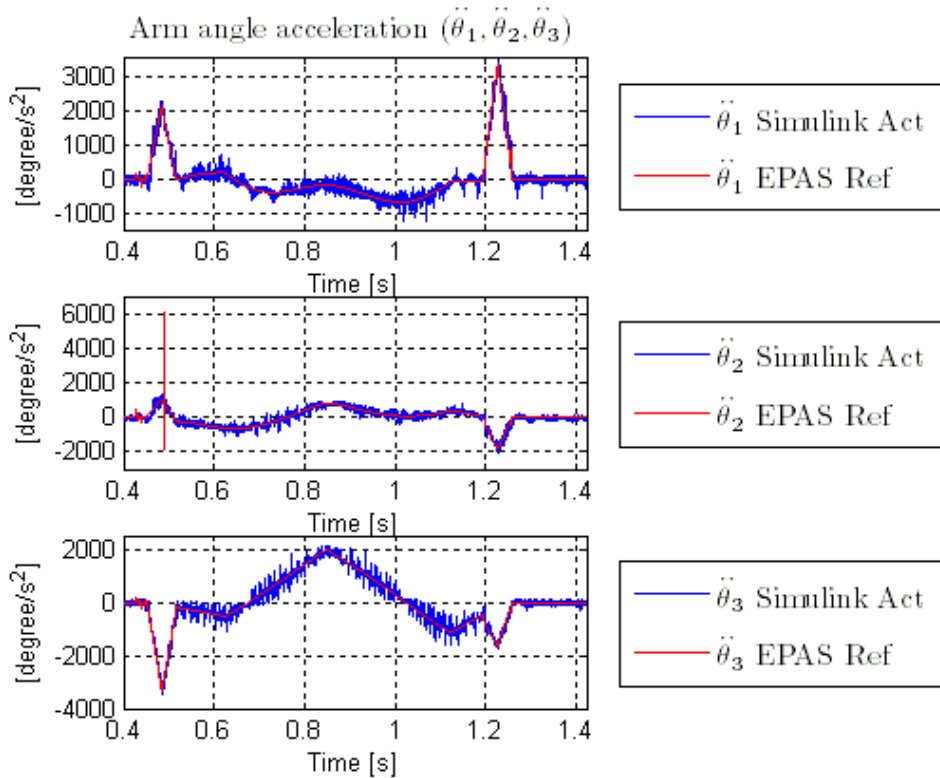 Arm angle acceleration (θ̈₁, θ̈₂, θ̈₃)
[degree/s²]
3000
2000
1000
0
-1000
0.4 0.6 0.8 1 1.2 1.4
Time [s]
θ̈₁ Simulink Act
θ̈₁ EPAS Ref
[degree/s²]
6000
4000
2000
0
-2000
0.4 0.6 0.8 1 1.2 1.4
Time [s]
θ̈₂ Simulink Act
θ̈₂ EPAS Ref
[degree/s²]
2000
0
-2000
-4000
0.4 0.6 0.8 1 1.2 1.4
Time [s]
θ̈₃ Simulink Act
θ̈₃ EPAS Ref